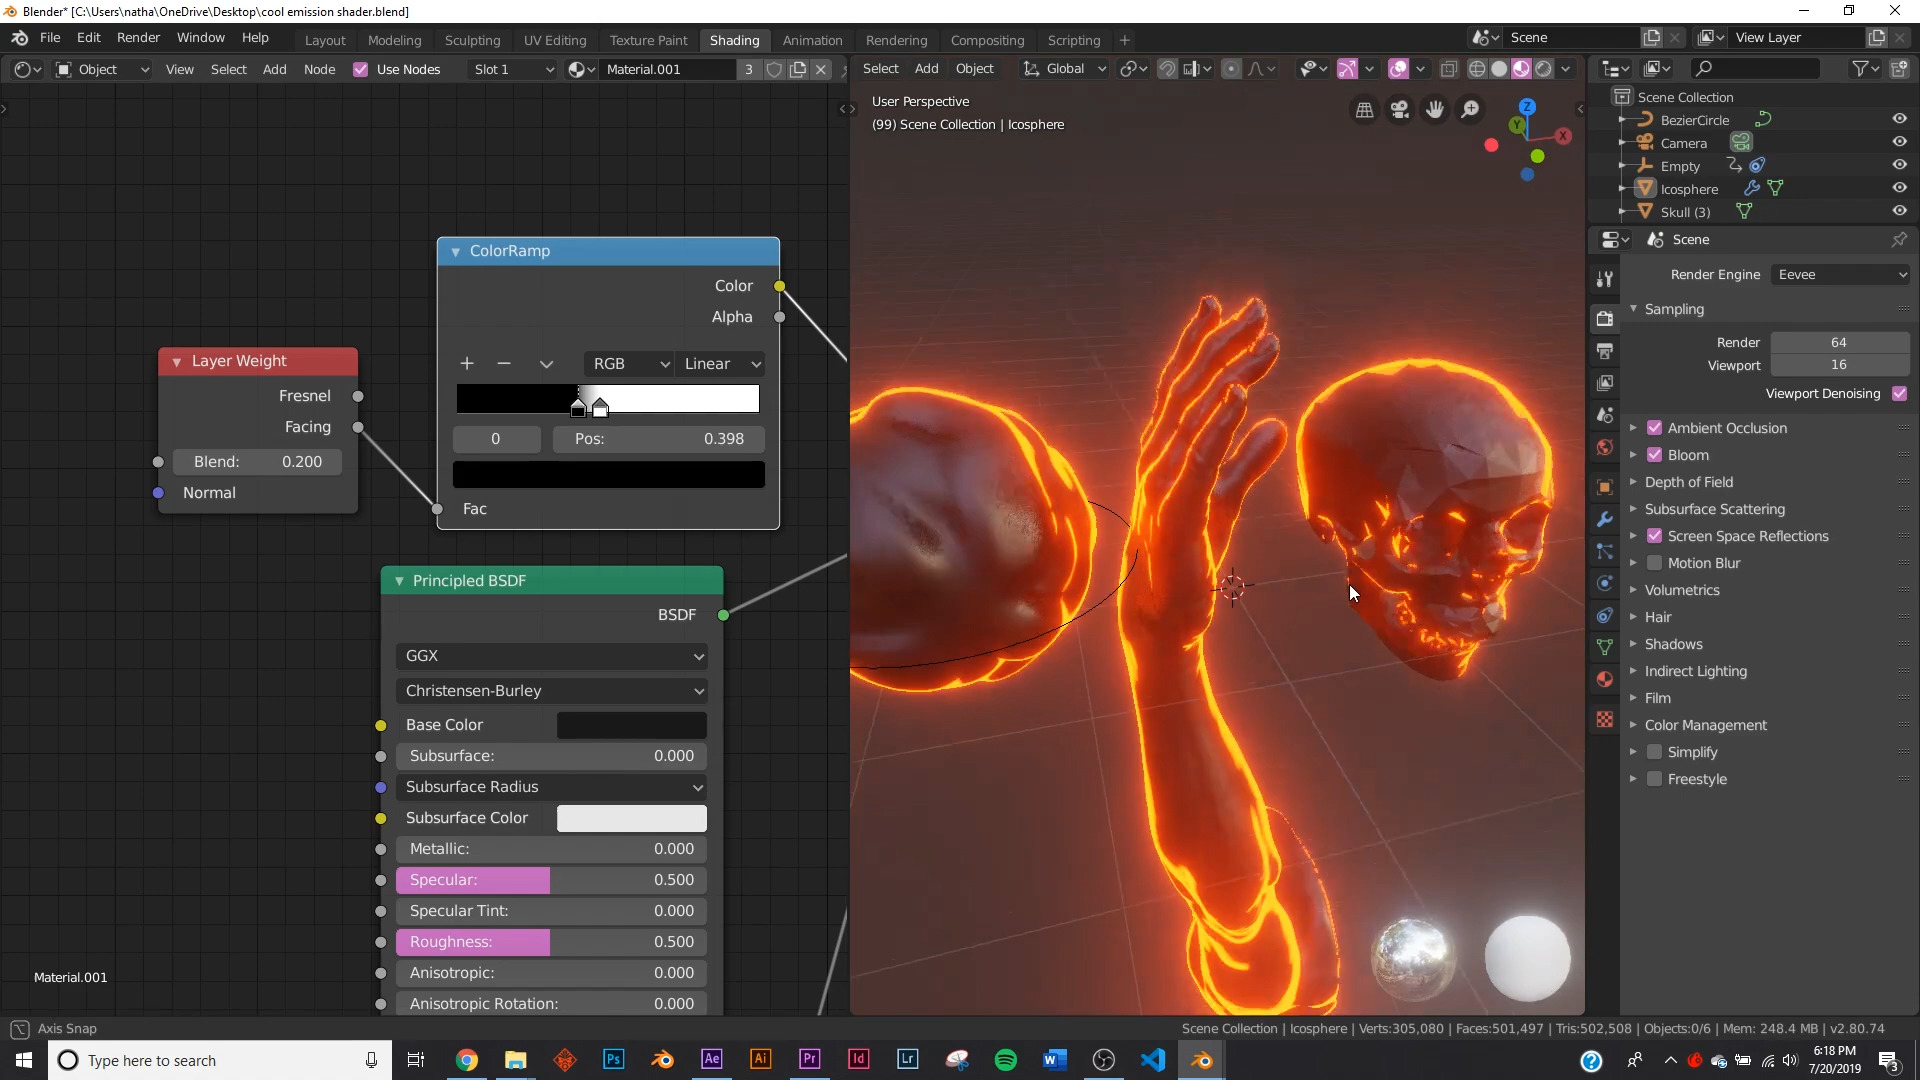 Blender* [C:\Users\natha\OneDrive\Desktop\cool emission shader.blend]
File Edit Render Window Help Layout Modeling Sculpting UV Editing Texture Paint Shading Animation Rendering Compositing Scripting + Scene View Layer
Object View Select Add Node Use Nodes Slot 1 Material.001 3
Select Add Object Global
User Perspective
(99) Scene Collection | Icosphere
Z
Y
X
ColorRamp
Color
Alpha
RGB Linear
0 Pos: 0.398
Fac
Layer Weight
Fresnel
Facing
Blend: 0.200
Normal
Principled BSDF
BSDF
GGX
Christensen-Burley
Base Color
Subsurface: 0.000
Subsurface Radius
Subsurface Color
Metallic: 0.000
Specular: 0.500
Specular Tint: 0.000
Roughness: 0.500
Anisotropic: 0.000
Anisotropic Rotation: 0.000
Material.001
Scene Collection
BezierCircle
Camera
Empty
Icosphere
Skull (3)
Scene
Render Engine Eevee
Sampling
Render 64
Viewport 16
Viewport Denoising
Ambient Occlusion
Bloom
Depth of Field
Subsurface Scattering
Screen Space Reflections
Motion Blur
Volumetrics
Hair
Shadows
Indirect Lighting
Film
Color Management
Simplify
Freestyle
Axis Snap
Scene Collection | Icosphere | Verts:305,080 | Faces:501,497 | Tris:502,508 | Objects:0/6 | Mem: 248.4 MB | v2.80.74
Type here to search
Ps Ae Ai Pr Id Lr W
6:18 PM
7/20/2019
3